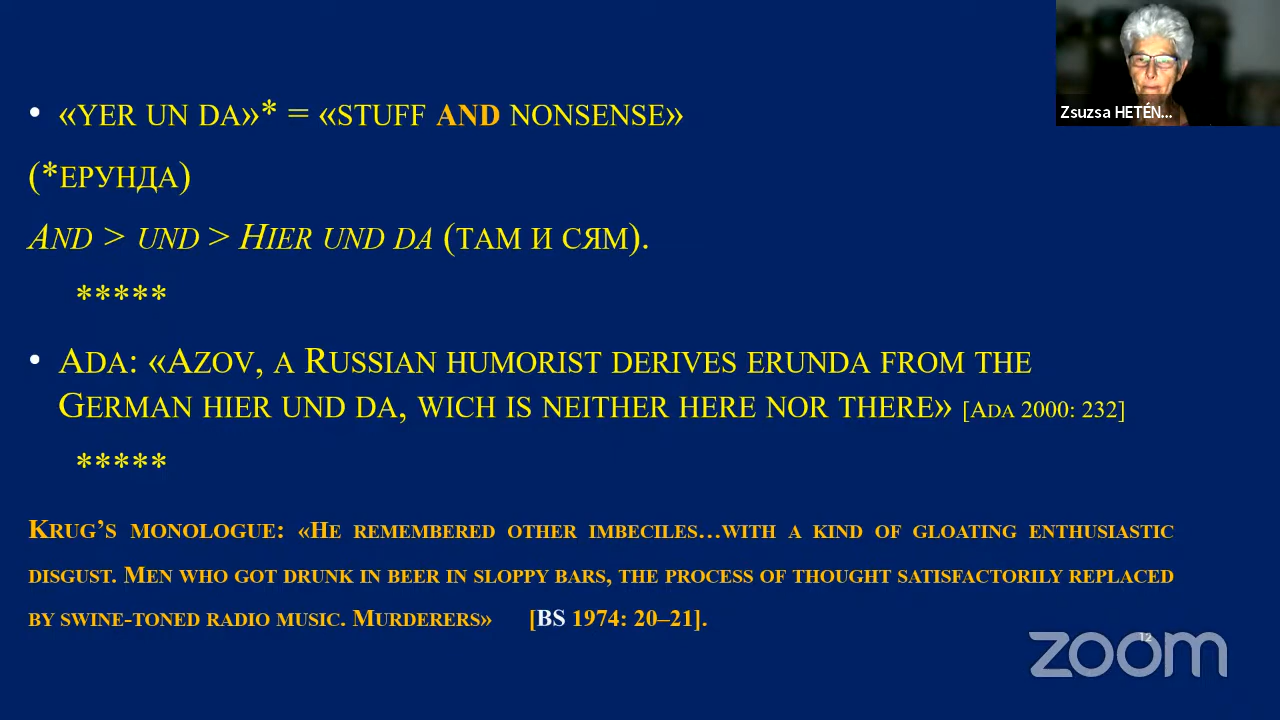 • «YER UN DA»* = «STUFF AND NONSENSE»
(*ЕРУНДА)
AND > UND > HIER UND DA (ТАМ И СЯМ).
*****
• ADA: «AZOV, A RUSSIAN HUMORIST DERIVES ERUNDA FROM THE
GERMAN HIER UND DA, WICH IS NEITHER HERE NOR THERE» [ADA 2000: 232]
*****
KRUG’S MONOLOGUE: «HE REMEMBERED OTHER IMBECILES…WITH A KIND OF GLOATING ENTHUSIASTIC
DISGUST. MEN WHO GOT DRUNK IN BEER IN SLOPPY BARS, THE PROCESS OF THOUGHT SATISFACTORILY REPLACED
BY SWINE-TONED RADIO MUSIC. MURDERERS» [BS 1974: 20–21].
Zsuzsa HETÉN...
12
zoom